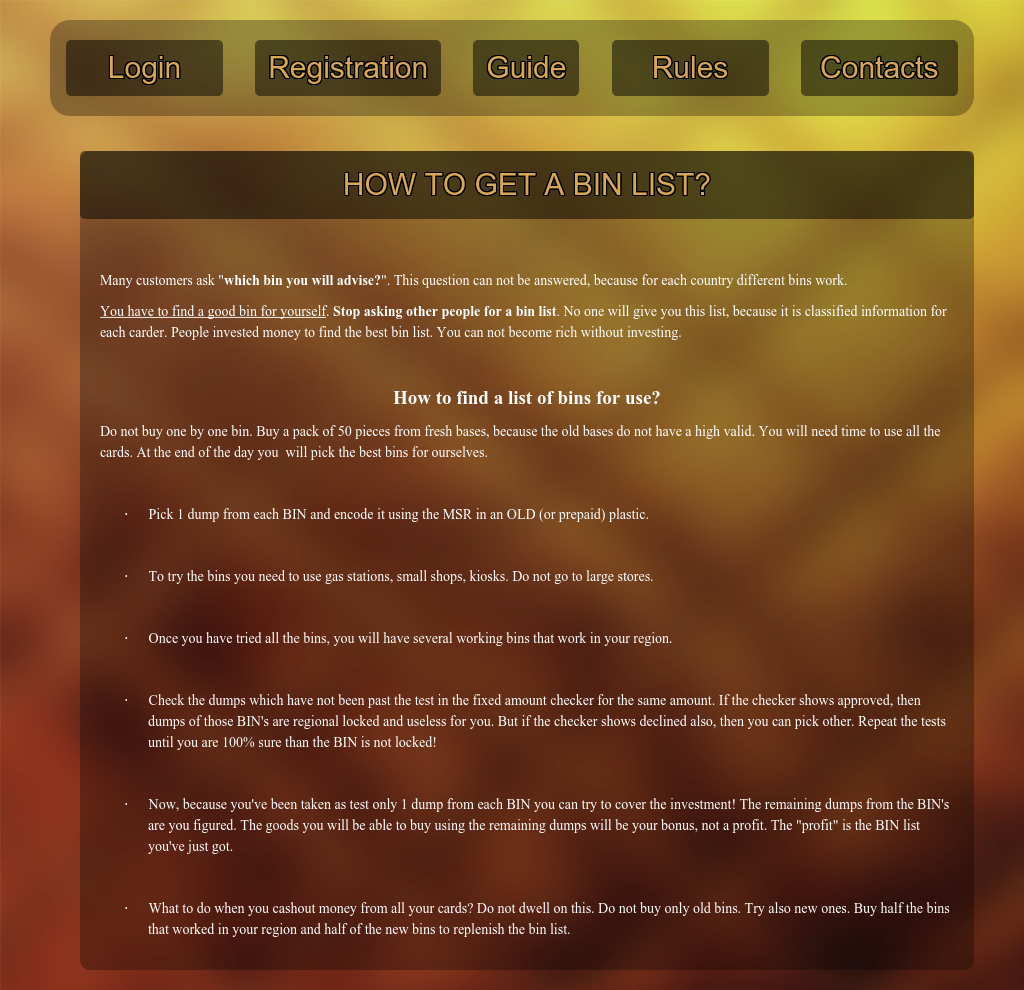 Login Registration Guide Rules Contacts
HOW TO GET A BIN LIST?
Many customers ask "which bin you will advise?". This question can not be answered, because for each country different bins work.
You have to find a good bin for yourself. Stop asking other people for a bin list. No one will give you this list, because it is classified information for
each carder. People invested money to find the best bin list. You can not become rich without investing.
How to find a list of bins for use?
Do not buy one by one bin. Buy a pack of 50 pieces from fresh bases, because the old bases do not have a high valid. You will need time to use all the
cards. At the end of the day you  will pick the best bins for ourselves.
· Pick 1 dump from each BIN and encode it using the MSR in an OLD (or prepaid) plastic.
· To try the bins you need to use gas stations, small shops, kiosks. Do not go to large stores.
· Once you have tried all the bins, you will have several working bins that work in your region.
· Check the dumps which have not been past the test in the fixed amount checker for the same amount. If the checker shows approved, then
dumps of those BIN's are regional locked and useless for you. But if the checker shows declined also, then you can pick other. Repeat the tests
until you are 100% sure than the BIN is not locked!
· Now, because you've been taken as test only 1 dump from each BIN you can try to cover the investment! The remaining dumps from the BIN's
are you figured. The goods you will be able to buy using the remaining dumps will be your bonus, not a profit. The "profit" is the BIN list
you've just got.
· What to do when you cashout money from all your cards? Do not dwell on this. Do not buy only old bins. Try also new ones. Buy half the bins
that worked in your region and half of the new bins to replenish the bin list.